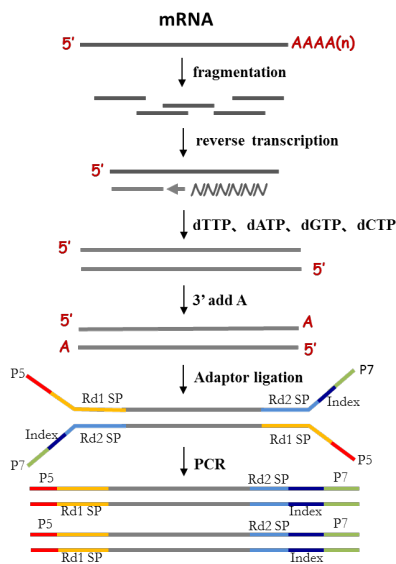 mRNA
5' AAAA(n)
fragmentation
reverse transcription
5'
NNNNNN
dTTP、dATP、dGTP、dCTP
5'
5'
3' add A
5' A
A 5'
Adaptor ligation
P5 P7
Rd1 SP Rd2 SP Index
Index Rd2 SP Rd1 SP
P7 P5
PCR
P5 Rd2 SP P7
Rd1 SP Index
P5 Rd2 SP P7
Rd1 SP Index